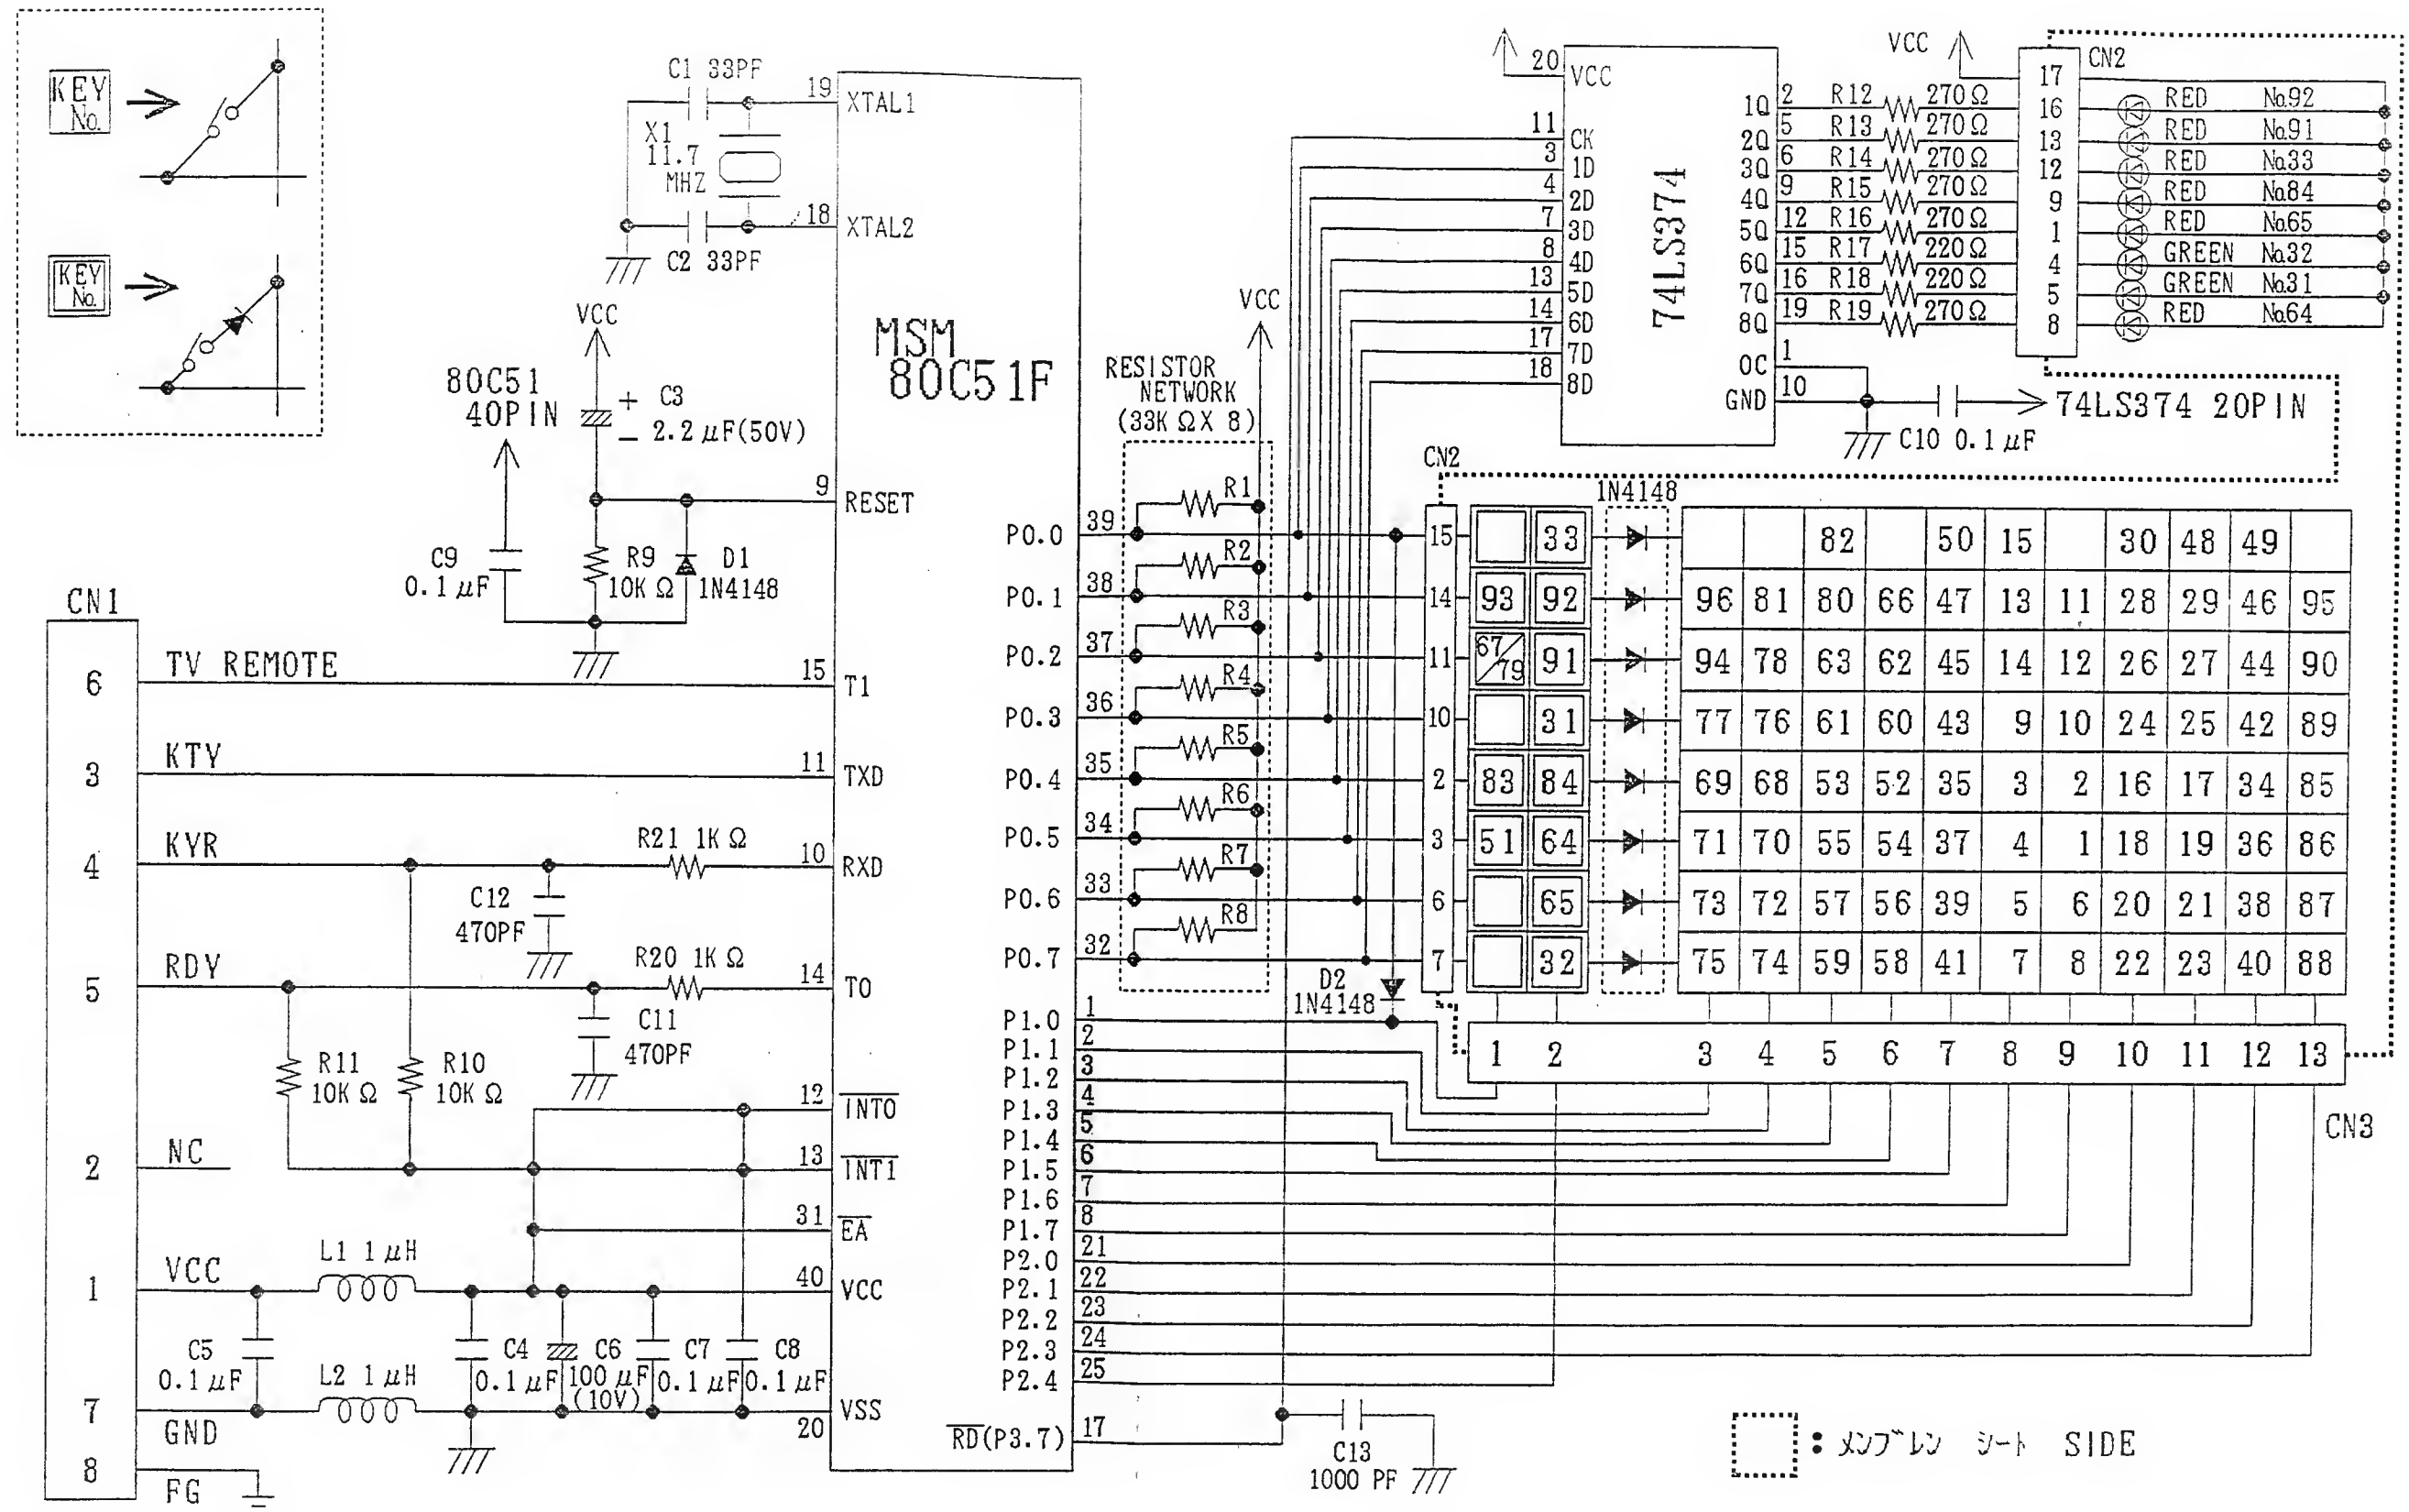 KEY
No.
KEY
No.
C1 33PF
19
XTAL1
X1
11.7
MHZ
18
XTAL2
C2 33PF
VCC
80C51
40PIN
+
C3
−
2.2μF(50V)
9
RESET
C9
0.1μF
R9
10KΩ
D1
1N4148
MSM
80C51F
CN1
6
TV REMOTE
15
T1
3
KTY
11
TXD
4
KYR
R21 1KΩ
10
RXD
C12
470PF
5
RDY
R20 1KΩ
14
T0
C11
470PF
R11
10KΩ
R10
10KΩ
12
INT0
2
NC
13
INT1
31
EA
1
VCC
L1 1μH
40
VCC
C5
0.1μF
C4
0.1μF
C6
100μF
(10V)
C7
0.1μF
C8
0.1μF
L2 1μH
7
GND
20
VSS
8
FG
VCC
RESISTOR
NETWORK
(33KΩX 8)
P0.0 39 R1
P0.1 38 R2
P0.2 37 R3
P0.3 36 R4
P0.4 35 R5
P0.5 34 R6
P0.6 33 R7
P0.7 32 R8
D2
1N4148
P1.0 1
P1.1 2
P1.2 3
P1.3 4
P1.4 5
P1.5 6
P1.6 7
P1.7 8
P2.0 21
P2.1 22
P2.2 23
P2.3 24
P2.4 25
RD(P3.7) 17
C13
1000 PF
20
VCC
11 CK
3 1D
4 2D
7 3D
8 4D
13 5D
14 6D
17 7D
18 8D
74LS374
VCC
CN2
17
1Q 2 R12 270Ω 16 RED No.92
2Q 5 R13 270Ω 13 RED No.91
3Q 6 R14 270Ω 12 RED No.33
4Q 9 R15 270Ω 9 RED No.84
5Q 12 R16 270Ω 1 RED No.65
6Q 15 R17 220Ω 4 GREEN No.32
7Q 16 R18 220Ω 5 GREEN No.31
8Q 19 R19 270Ω 8 RED No.64
OC 1
GND 10
74LS374 20PIN
C10 0.1μF
CN2
1N4148
15 33 82 50 15 30 48 49
14 93 92 96 81 80 66 47 13 11 28 29 46 95
11 67/79 91 94 78 63 62 45 14 12 26 27 44 90
10 31 77 76 61 60 43 9 10 24 25 42 89
2 83 84 69 68 53 52 35 3 2 16 17 34 85
3 51 64 71 70 55 54 37 4 1 18 19 36 86
6 65 73 72 57 56 39 5 6 20 21 38 87
7 32 75 74 59 58 41 7 8 22 23 40 88
1 2 3 4 5 6 7 8 9 10 11 12 13
CN3
: メンブレン シート SIDE